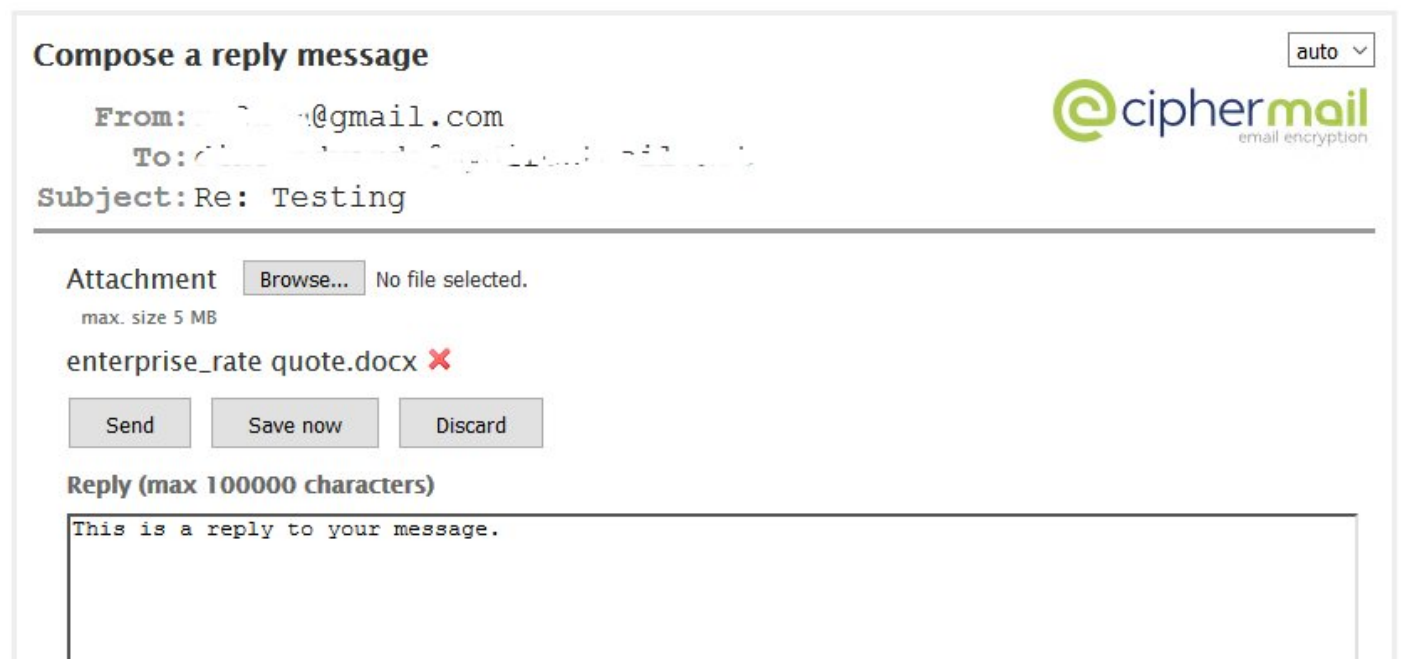 Compose a reply message
auto
ciphermail
email encryption
From: @gmail.com
To:
Subject: Re: Testing
Attachment Browse... No file selected.
max. size 5 MB
enterprise_rate quote.docx
Send Save now Discard
Reply (max 100000 characters)
This is a reply to your message.